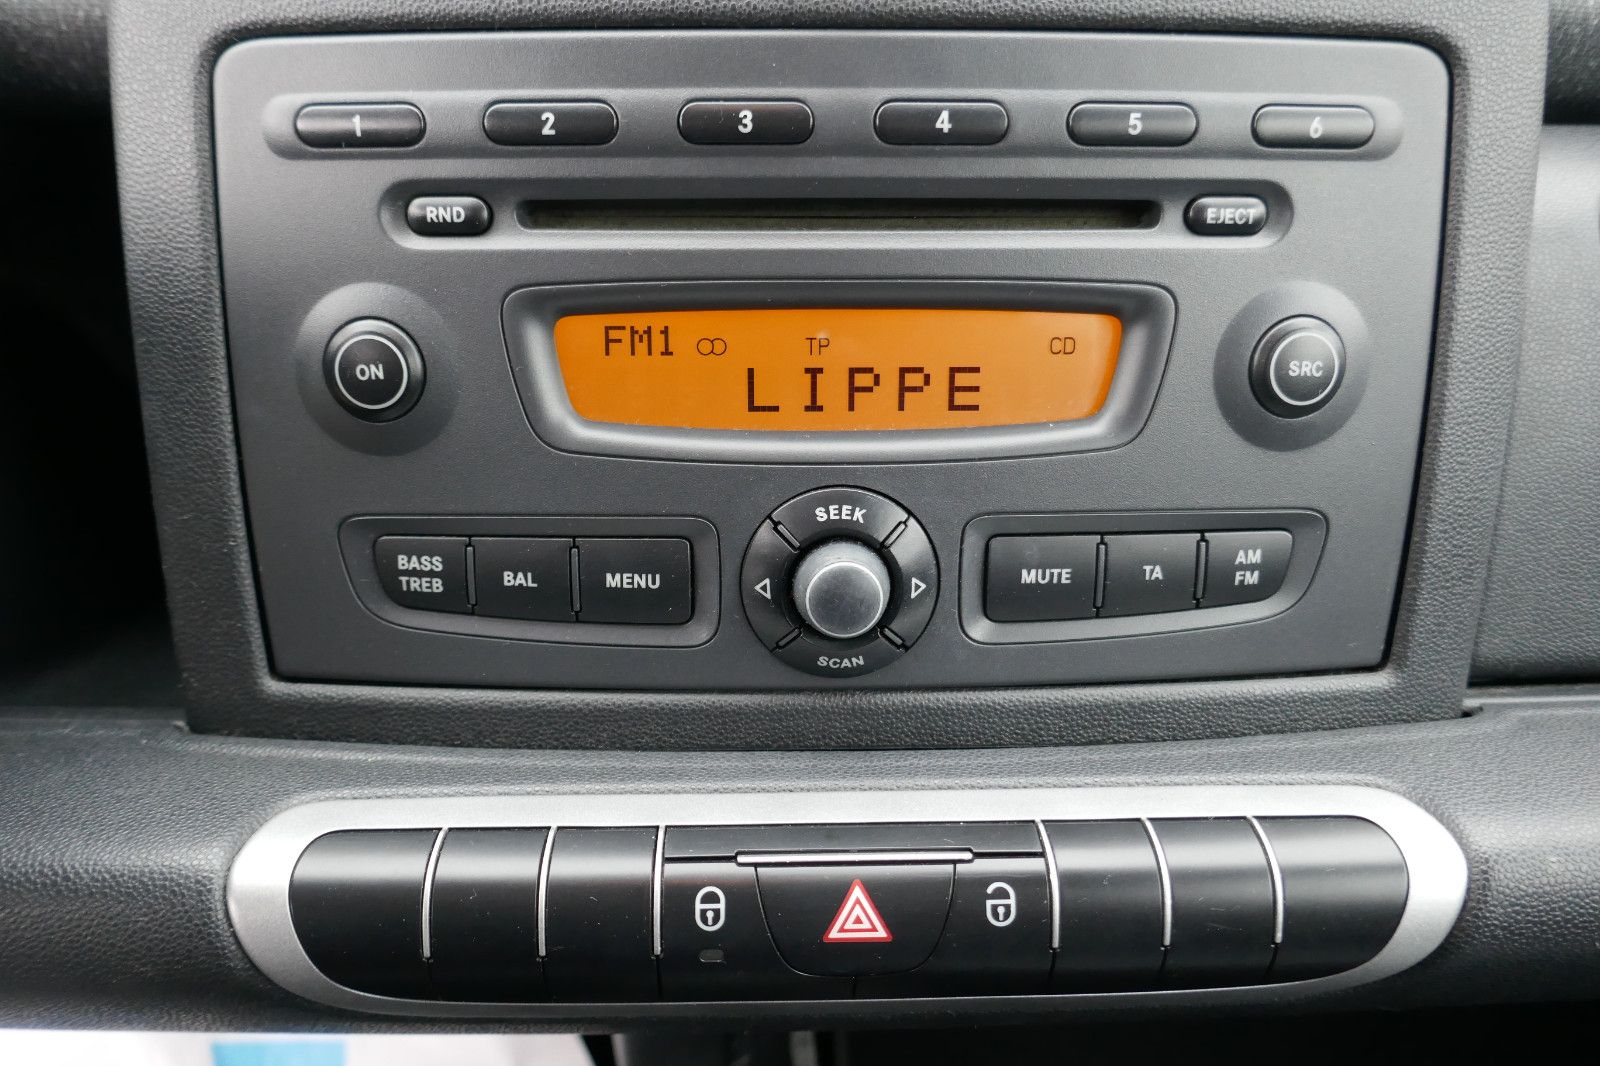 1 2 3 4 5 6
RND EJECT
FM1 TP CD
LIPPE
ON SRC
SEEK
BASS
TREB
BAL
MENU
MUTE
TA
AM
FM
SCAN